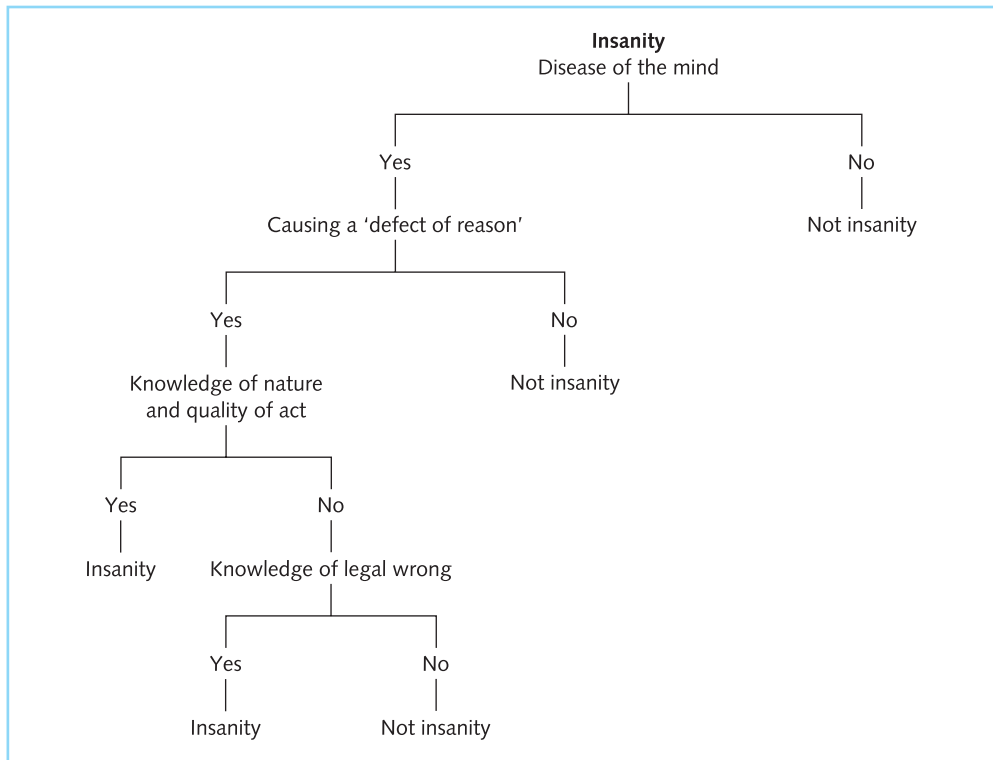 Insanity
Disease of the mind
Yes
No
Causing a ‘defect of reason’
Not insanity
Yes
No
Knowledge of nature
and quality of act
Not insanity
Yes
No
Insanity
Knowledge of legal wrong
Yes
No
Insanity
Not insanity